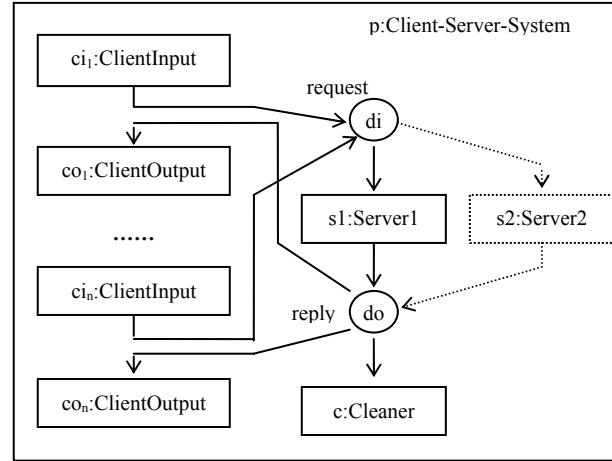 p:Client-Server-System
ci₁:ClientInput
request
di
co₁:ClientOutput
......
s1:Server1
s2:Server2
ciₙ:ClientInput
reply
do
coₙ:ClientOutput
c:Cleaner